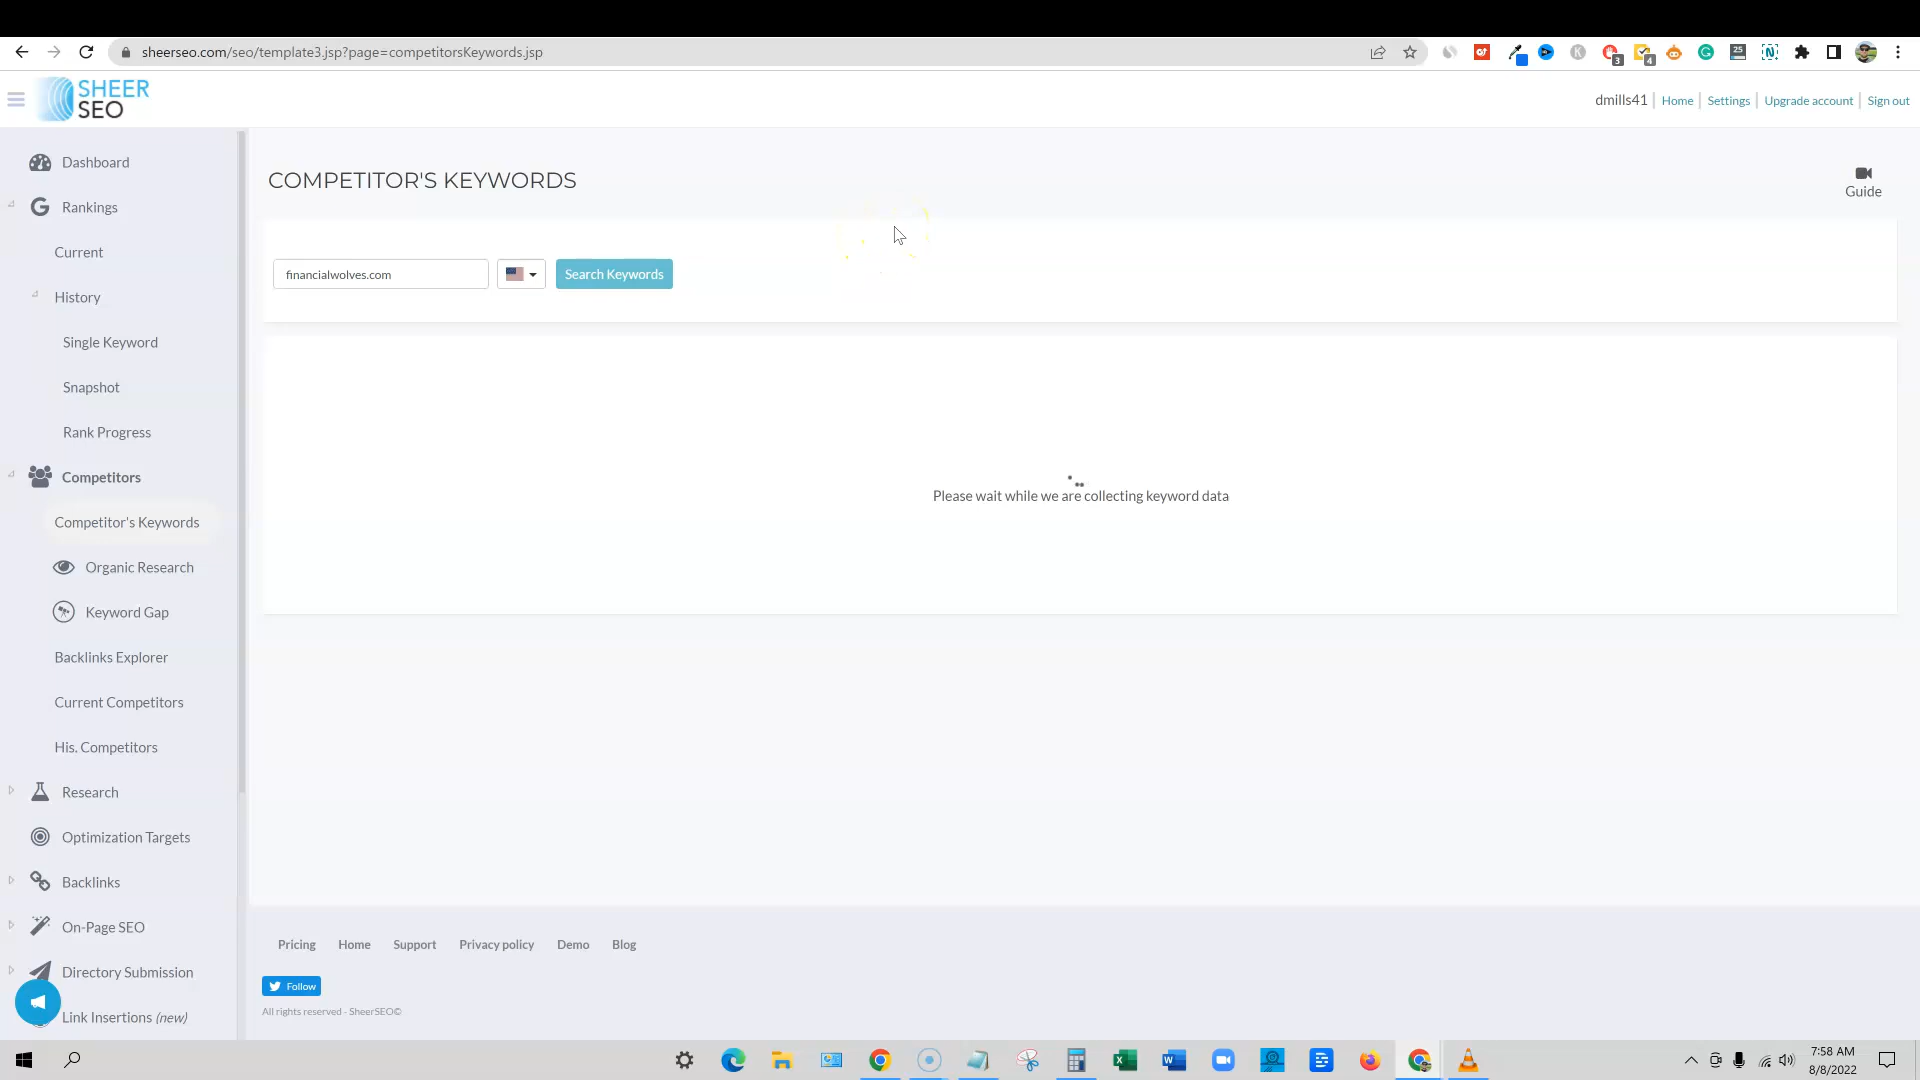 sheerseo.com/seo/template3.jsp?page=competitorsKeywords.jsp
3
4
25
SHEER
SEO
dmills41 | Home | Settings | Upgrade account | Sign out
Dashboard
Rankings
Current
History
Single Keyword
Snapshot
Rank Progress
Competitors
Competitor's Keywords
Organic Research
Keyword Gap
Backlinks Explorer
Current Competitors
His. Competitors
Research
Optimization Targets
Backlinks
On-Page SEO
Directory Submission
Link Insertions (new)
COMPETITOR'S KEYWORDS
Guide
financialwolves.com
Search Keywords
Please wait while we are collecting keyword data
Pricing Home Support Privacy policy Demo Blog
Follow
All rights reserved - SheerSEO©
7:58 AM
8/8/2022